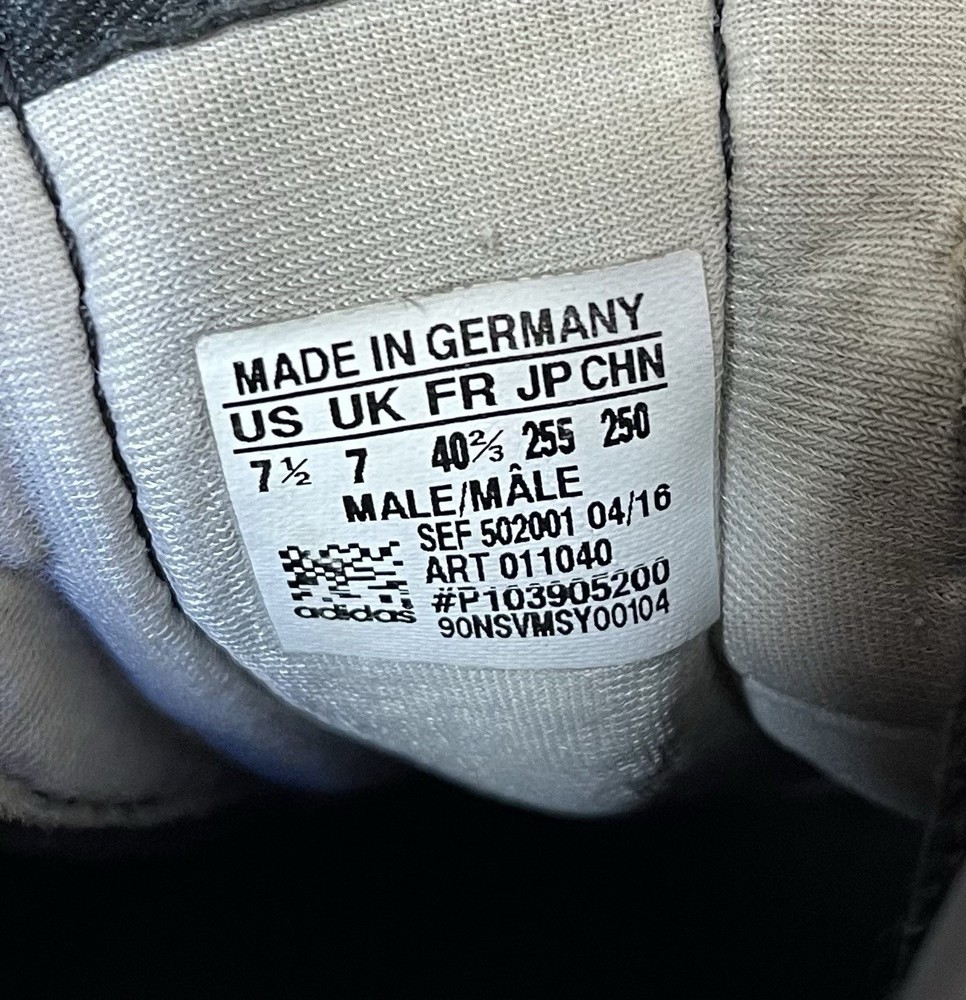 MADE IN GERMANY
US UK FR JP CHN
7½ 7 40⅔ 255 250
MALE/MÂLE
SEF 502001 04/16
ART 011040
#P103905200
adidas
90NSVMSY00104